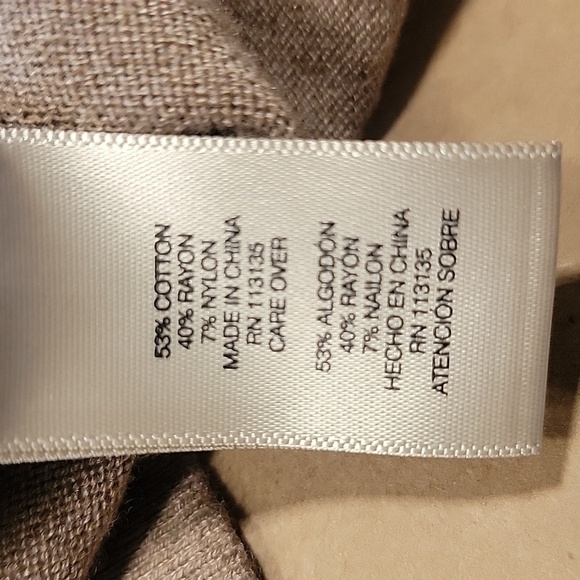 53% COTTON
40% RAYON
7% NYLON
MADE IN CHINA
RN 113135
CARE OVER
53% ALGODÓN
40% RAYÓN
7% NAILON
HECHO EN CHINA
RN 113135
ATENCIÓN SOBRE